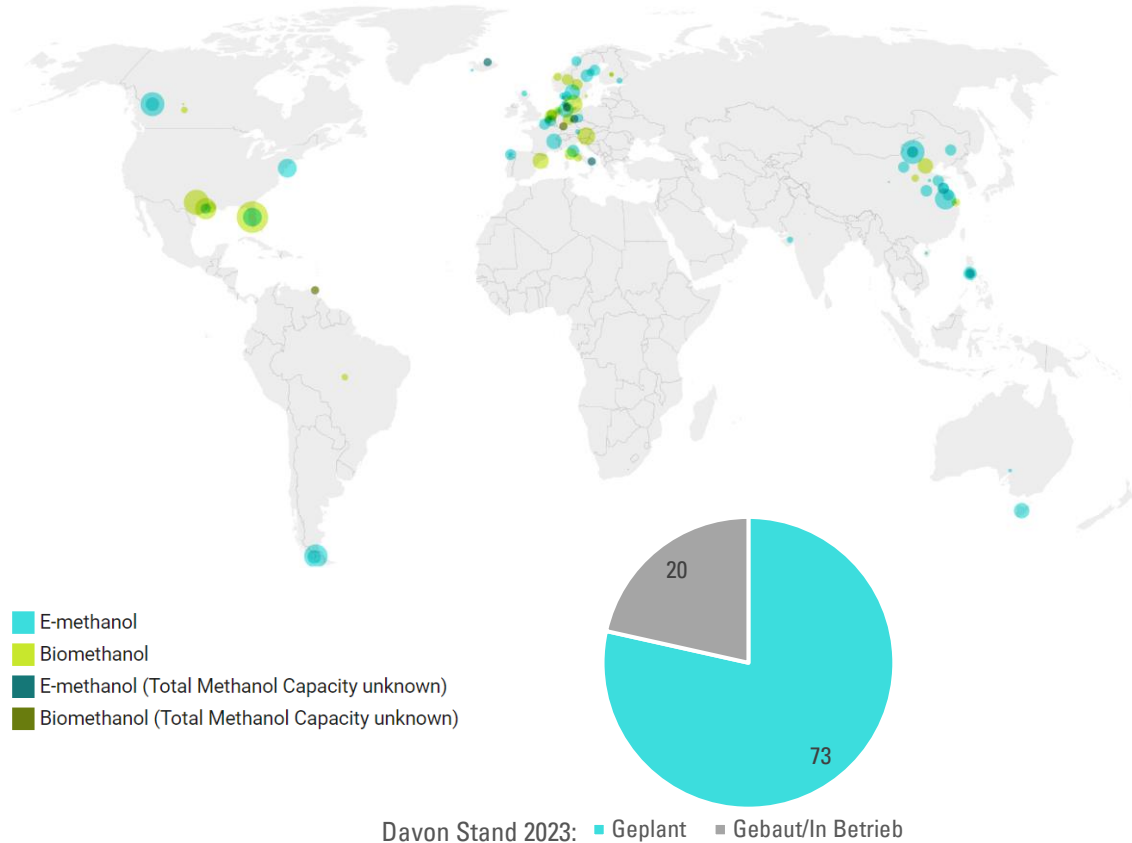 E-methanol
Biomethanol
E-methanol (Total Methanol Capacity unknown)
Biomethanol (Total Methanol Capacity unknown)
20
73
Davon Stand 2023: Geplant Gebaut/In Betrieb